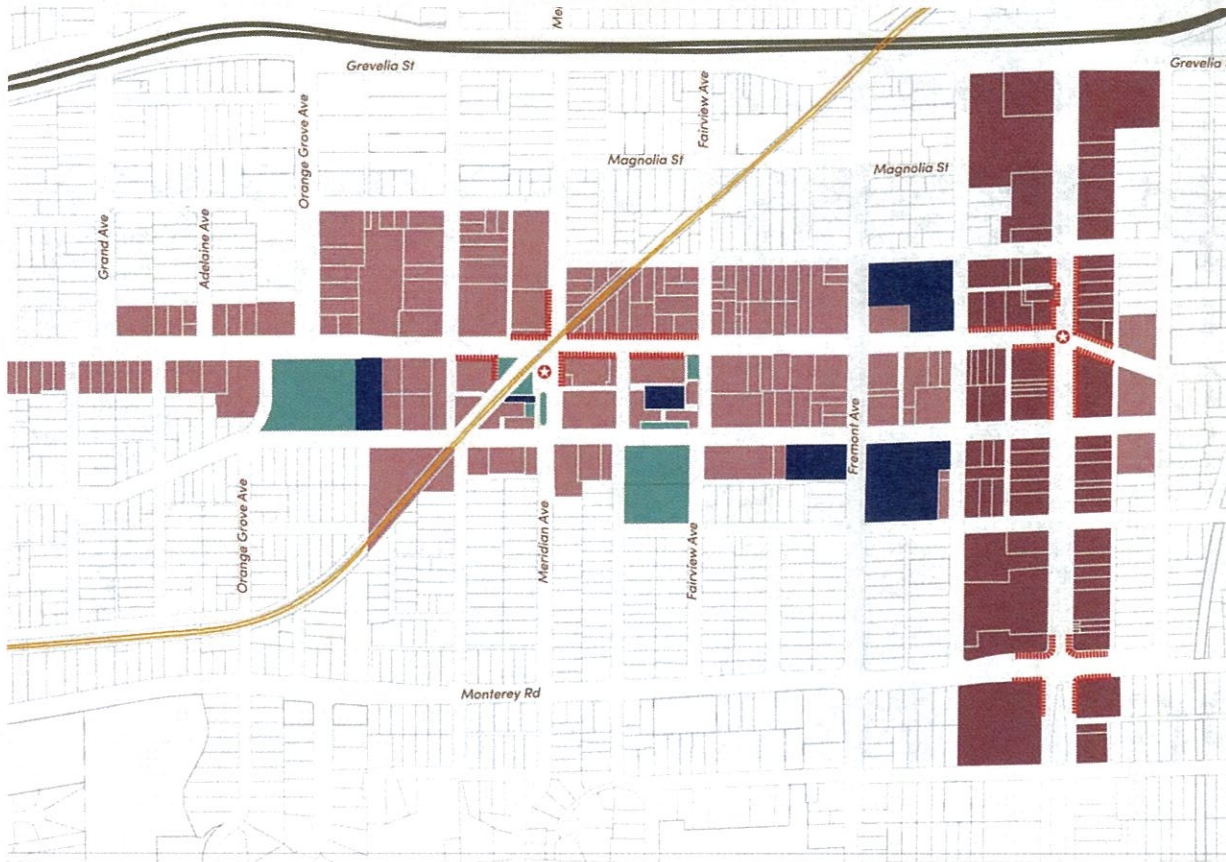 Grevelia St
Grevelia
Magnolia St
Magnolia St
Fairview Ave
Orange Grove Ave
Grand Ave
Adelaine Ave
Fremont Ave
Orange Grove Ave
Meridian Ave
Fairview Ave
Monterey Rd